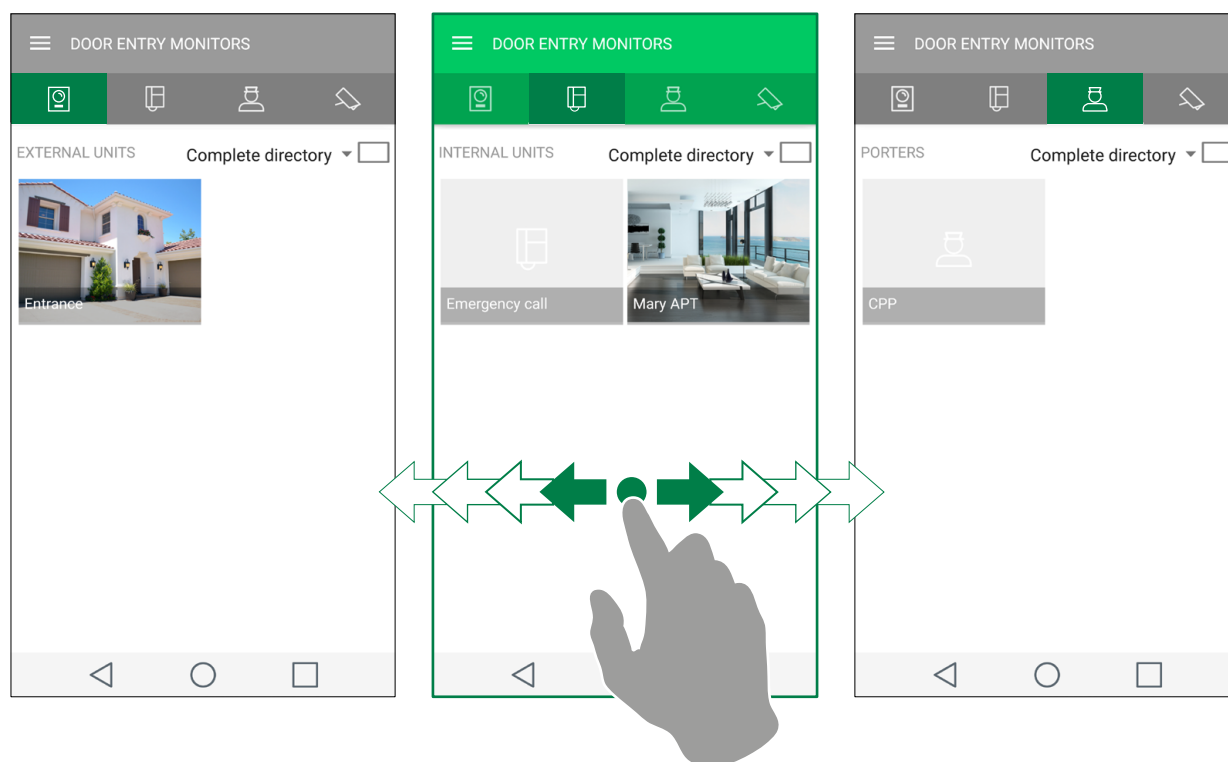 DOOR ENTRY MONITORS
EXTERNAL UNITS Complete directory
Entrance
DOOR ENTRY MONITORS
INTERNAL UNITS Complete directory
Emergency call Mary APT
DOOR ENTRY MONITORS
PORTERS Complete directory
CPP